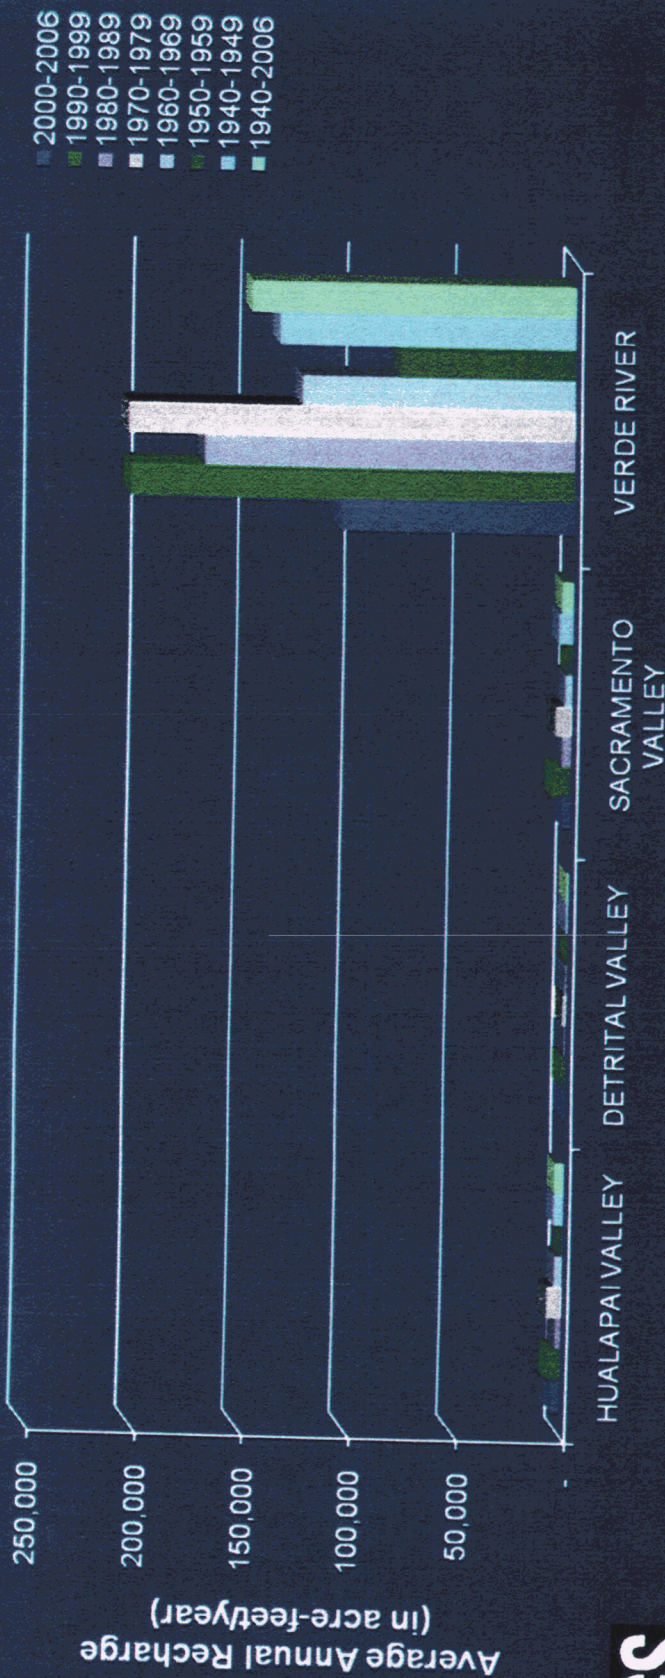 2000-2006
1990-1999
1980-1989
1970-1979
1960-1969
1950-1959
1940-1949
1940-2006
Average Annual Recharge
(in acre-feet/year)
250,000
200,000
150,000
100,000
50,000
-
HUALAPAI VALLEY
DETRITAL VALLEY
SACRAMENTO
VALLEY
VERDE RIVER
S